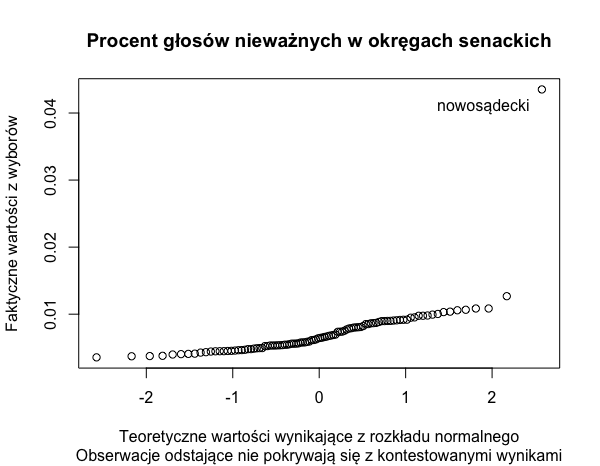 Procent głosów nieważnych w okręgach senackich
Faktyczne wartości z wyborów
0.04
0.03
0.02
0.01
nowosądecki
-2 -1 0 1 2
Teoretyczne wartości wynikające z rozkładu normalnego
Obserwacje odstające nie pokrywają się z kontestowanymi wynikami